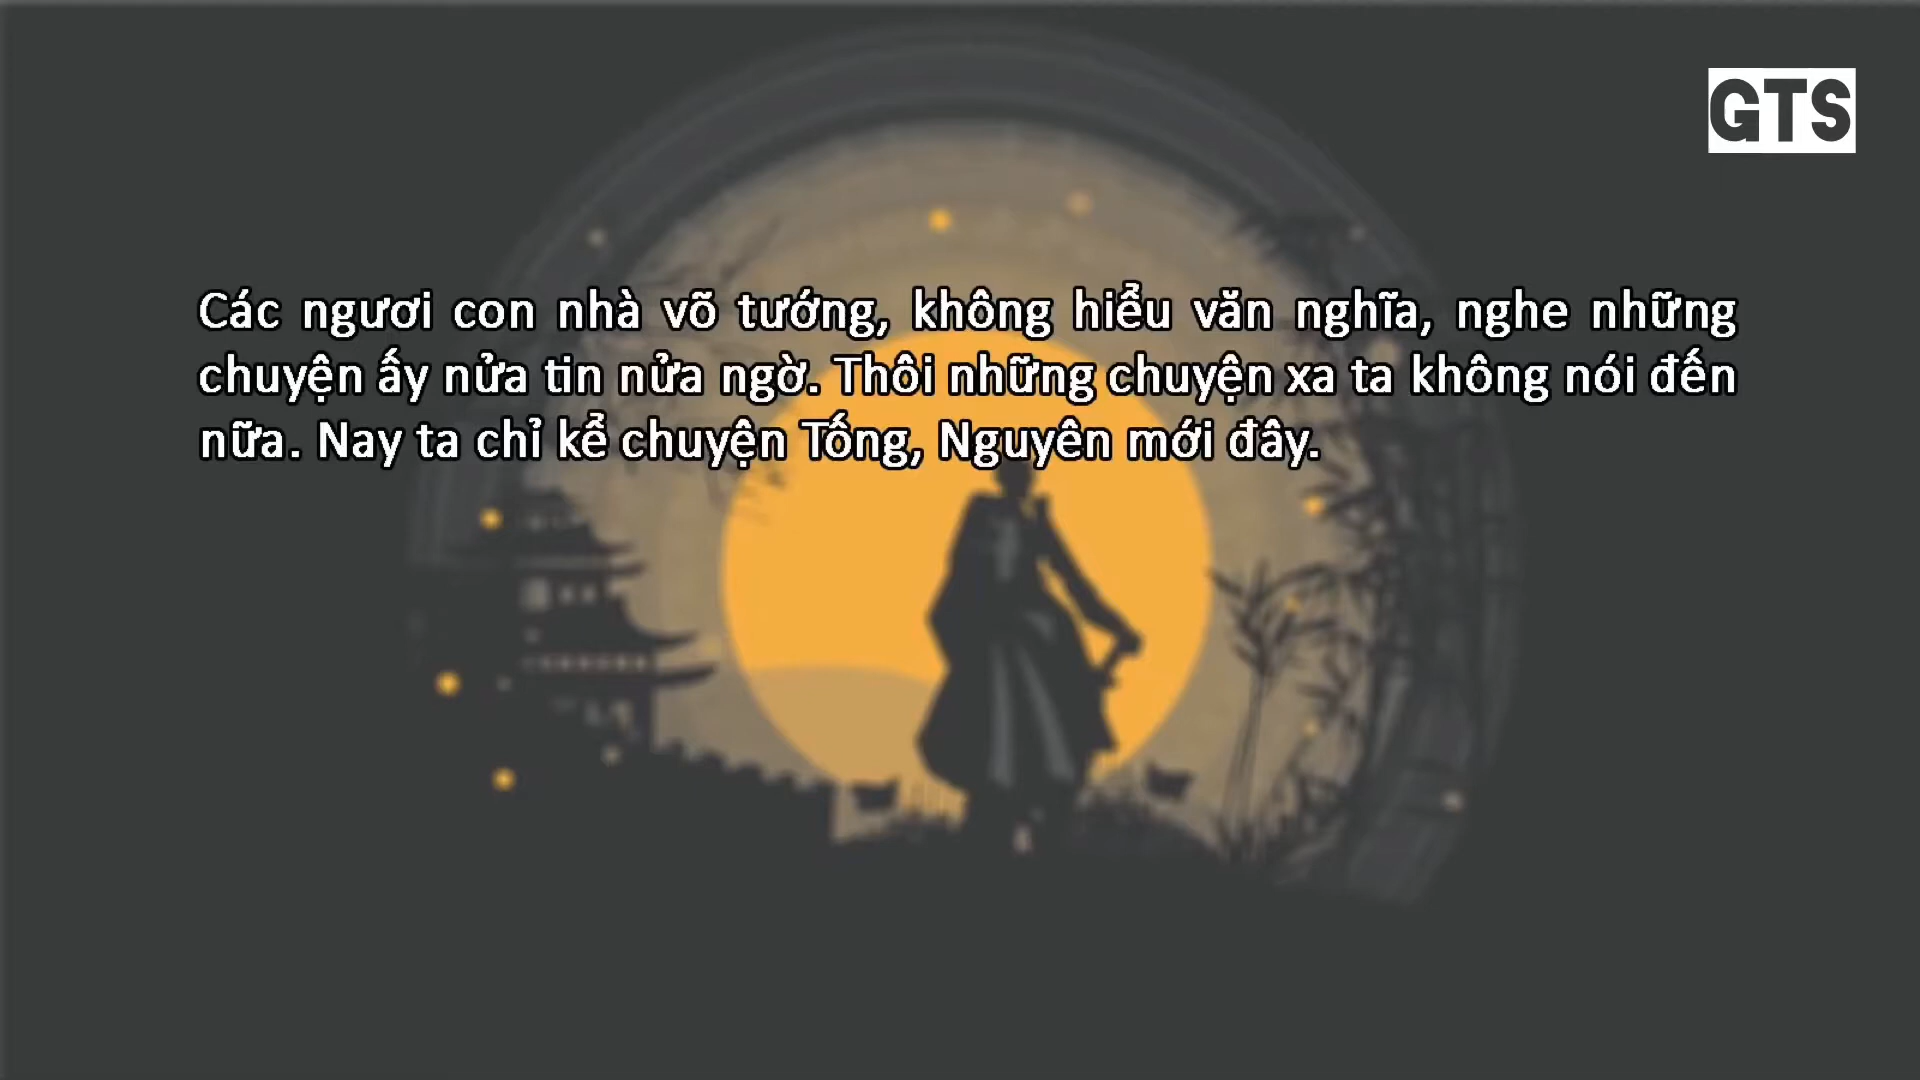 GTS
Các ngươi con nhà võ tướng, không hiểu văn nghĩa, nghe những
chuyện ấy nửa tin nửa ngờ. Thôi những chuyện xa ta không nói đến
nữa. Nay ta chỉ kể chuyện Tống, Nguyên mới đây.